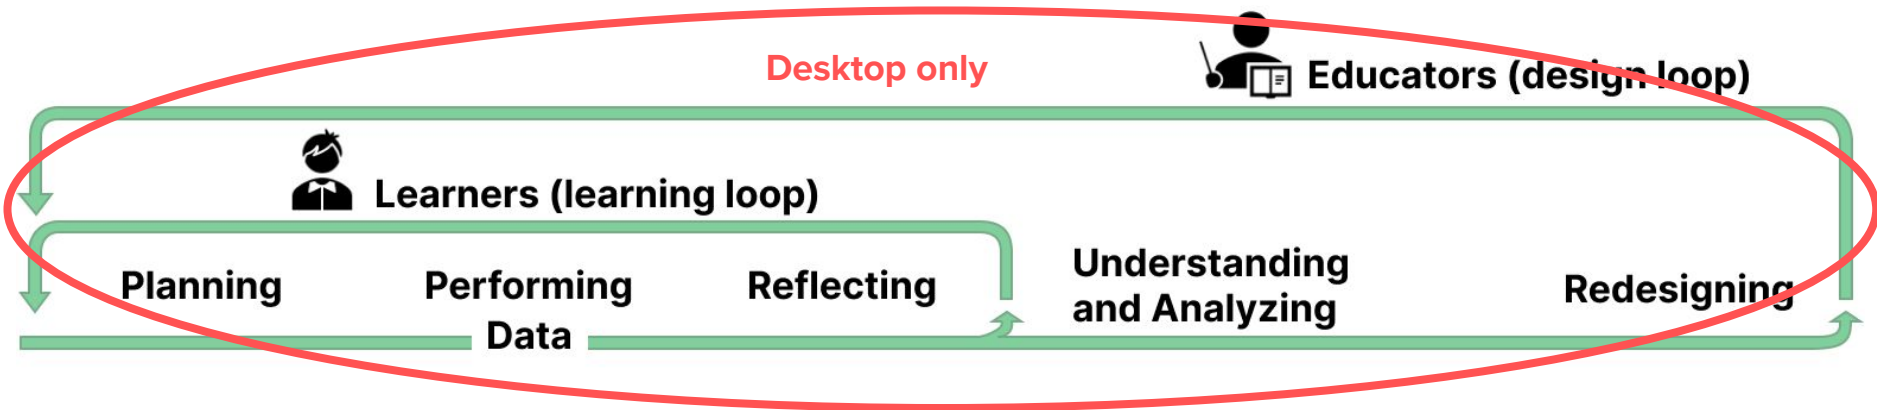 Desktop only
Educators (design loop)
Learners (learning loop)
Planning
Performing
Reflecting
Understanding
and Analyzing
Redesigning
Data